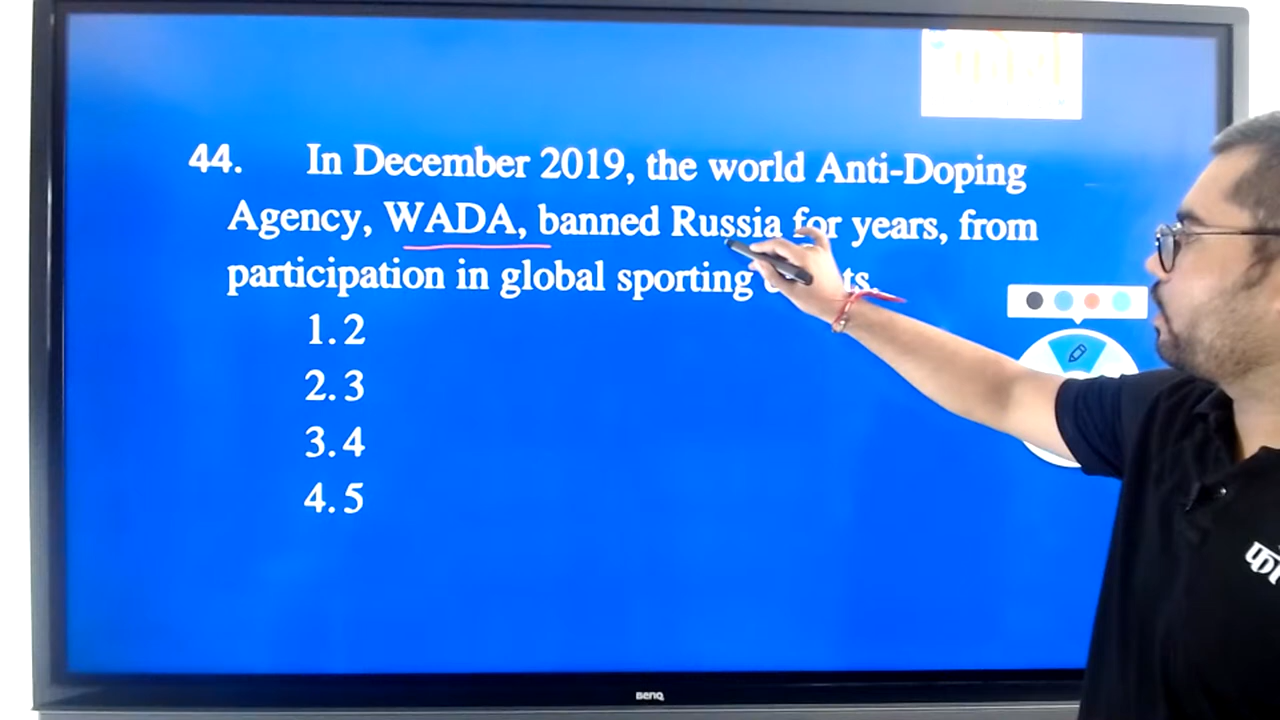 44. In December 2019, the world Anti-Doping
Agency, WADA, banned Russia for years, from
participation in global sporting
1. 2
2. 3
3. 4
4. 5
BenQ